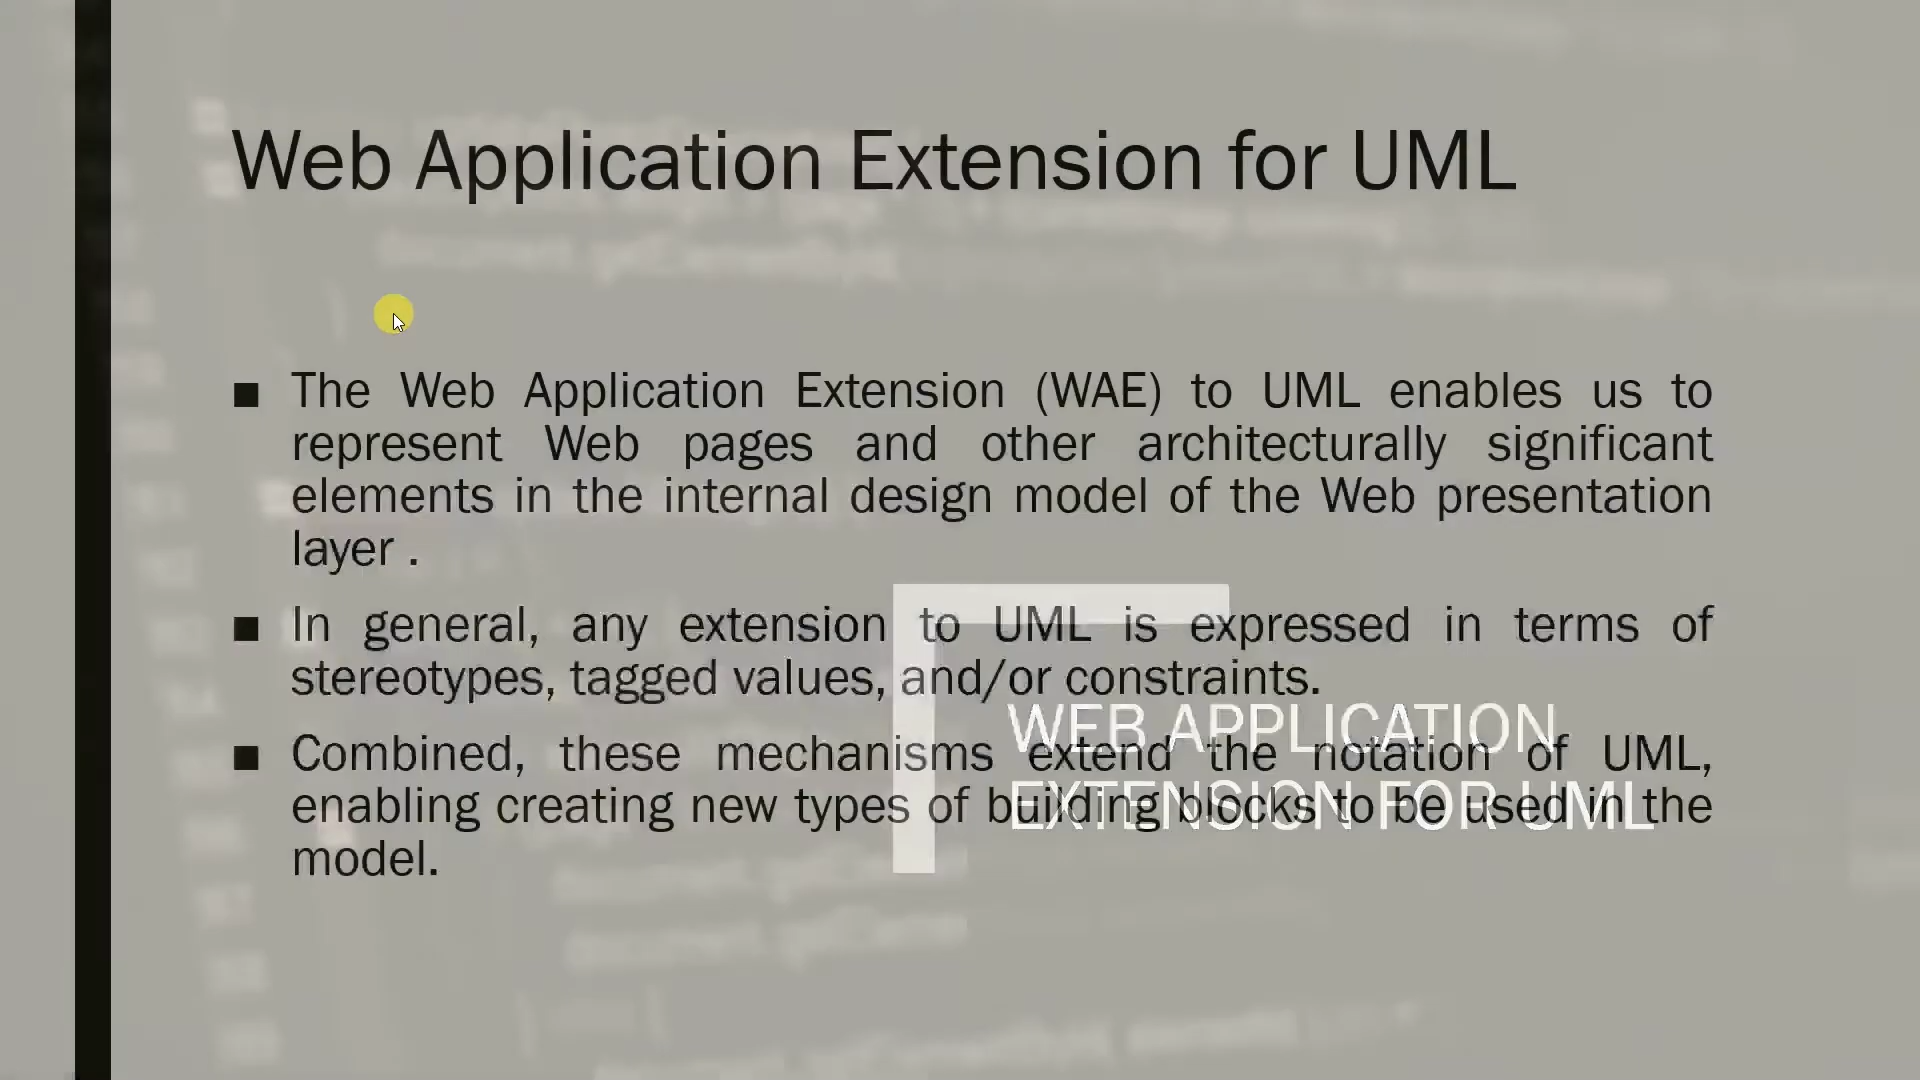 Web Application Extension for UML
■ The Web Application Extension (WAE) to UML enables us to
represent Web pages and other architecturally significant
elements in the internal design model of the Web presentation
layer .
■ In general, any extension to UML is expressed in terms of
stereotypes, tagged values, and/or constraints.
■ Combined, these mechanisms extend the notation of UML,
enabling creating new types of building blocks to be used in the
model.
WEB APPLICATION
EXTENSION FOR UML